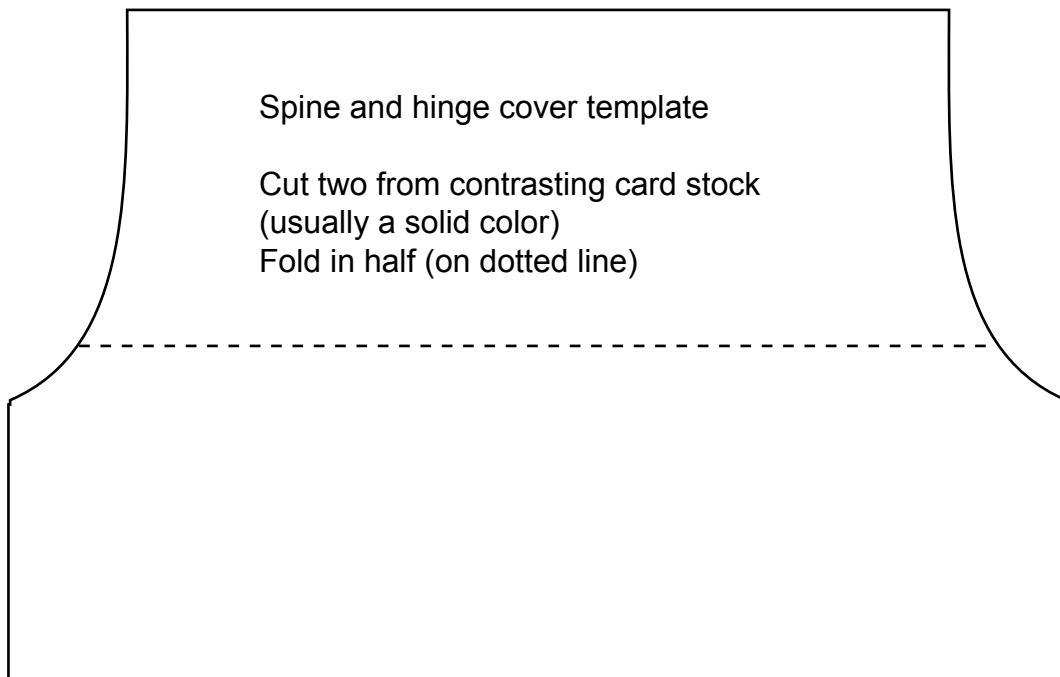 Spine and hinge cover template
Cut two from contrasting card stock
(usually a solid color)
Fold in half (on dotted line)